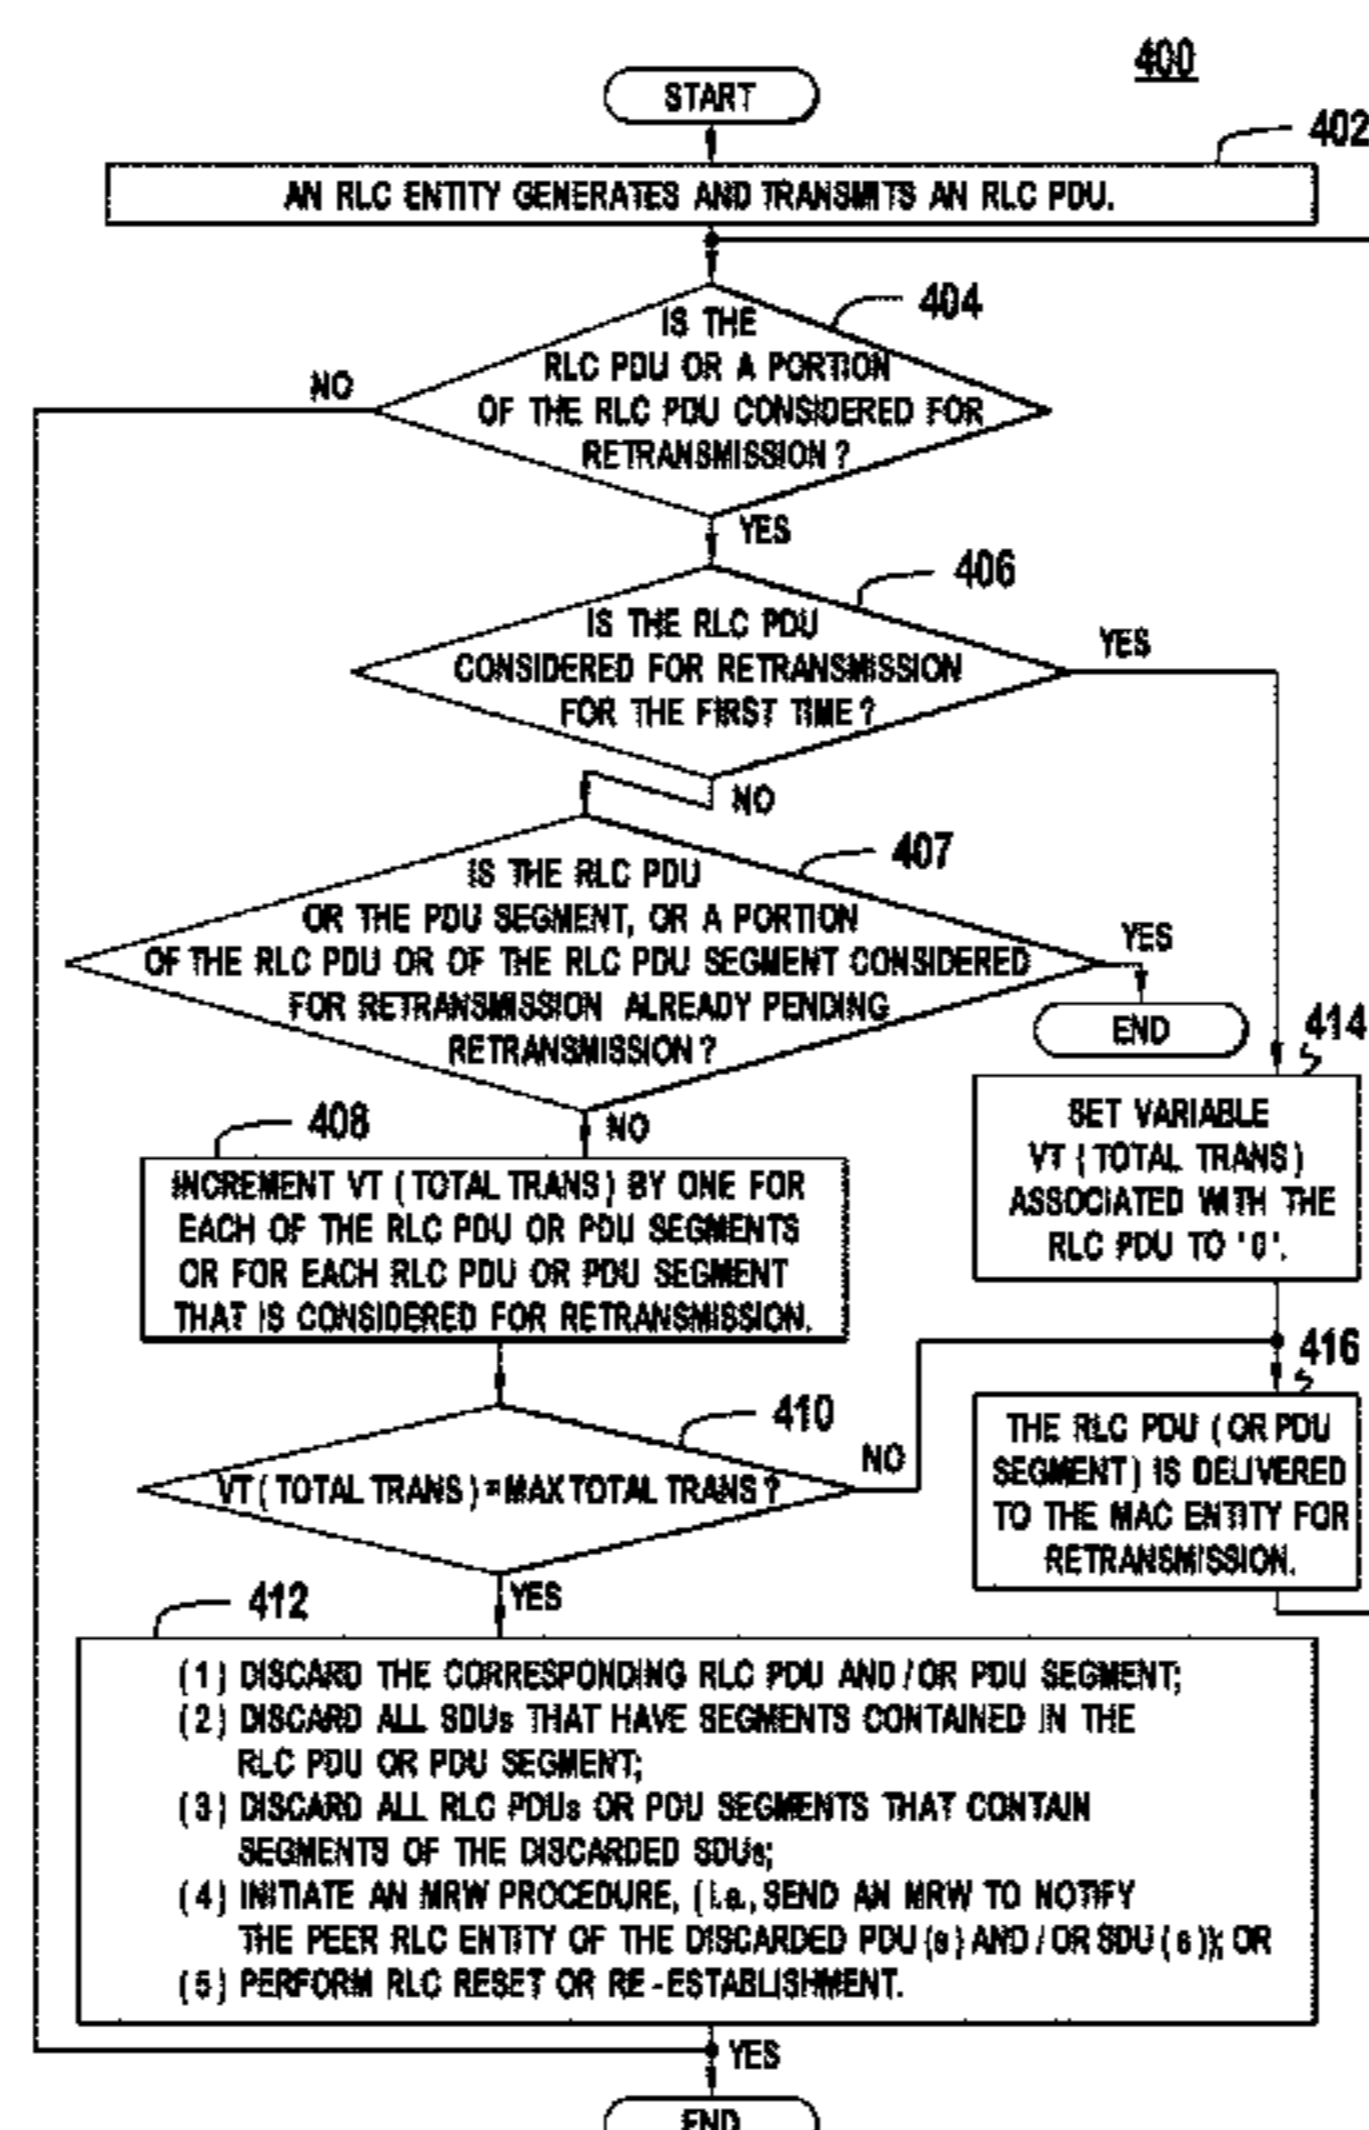 400
START
402
AN RLC ENTITY GENERATES AND TRANSMITS AN RLC PDU.
404
IS THE
RLC PDU OR A PORTION
OF THE RLC PDU CONSIDERED FOR
RETRANSMISSION ?
NO
YES
406
IS THE RLC PDU
CONSIDERED FOR RETRANSMISSION
FOR THE FIRST TIME ?
YES
NO
407
IS THE RLC PDU
OR THE PDU SEGMENT, OR A PORTION
OF THE RLC PDU OR OF THE RLC PDU SEGMENT CONSIDERED
FOR RETRANSMISSION ALREADY PENDING
RETRANSMISSION ?
YES
END
NO
408
INCREMENT VT ( TOTAL TRANS ) BY ONE FOR
EACH OF THE RLC PDU OR PDU SEGMENTS
OR FOR EACH RLC PDU OR PDU SEGMENT
THAT IS CONSIDERED FOR RETRANSMISSION.
414
SET VARIABLE
VT ( TOTAL TRANS )
ASSOCIATED WITH THE
RLC PDU TO '0'.
410
VT ( TOTAL TRANS ) = MAX TOTAL TRANS ?
NO
YES
416
THE RLC PDU ( OR PDU
SEGMENT ) IS DELIVERED
TO THE MAC ENTITY FOR
RETRANSMISSION.
412
( 1 ) DISCARD THE CORRESPONDING RLC PDU AND / OR PDU SEGMENT;
( 2 ) DISCARD ALL SDUs THAT HAVE SEGMENTS CONTAINED IN THE
RLC PDU OR PDU SEGMENT;
( 3 ) DISCARD ALL RLC PDUs OR PDU SEGMENTS THAT CONTAIN
SEGMENTS OF THE DISCARDED SDUs;
( 4 ) INITIATE AN MRW PROCEDURE, ( i.e., SEND AN MRW TO NOTIFY
THE PEER RLC ENTITY OF THE DISCARDED PDU (s) AND / OR SDU ( s )); OR
( 5 ) PERFORM RLC RESET OR RE - ESTABLISHMENT.
YES
END